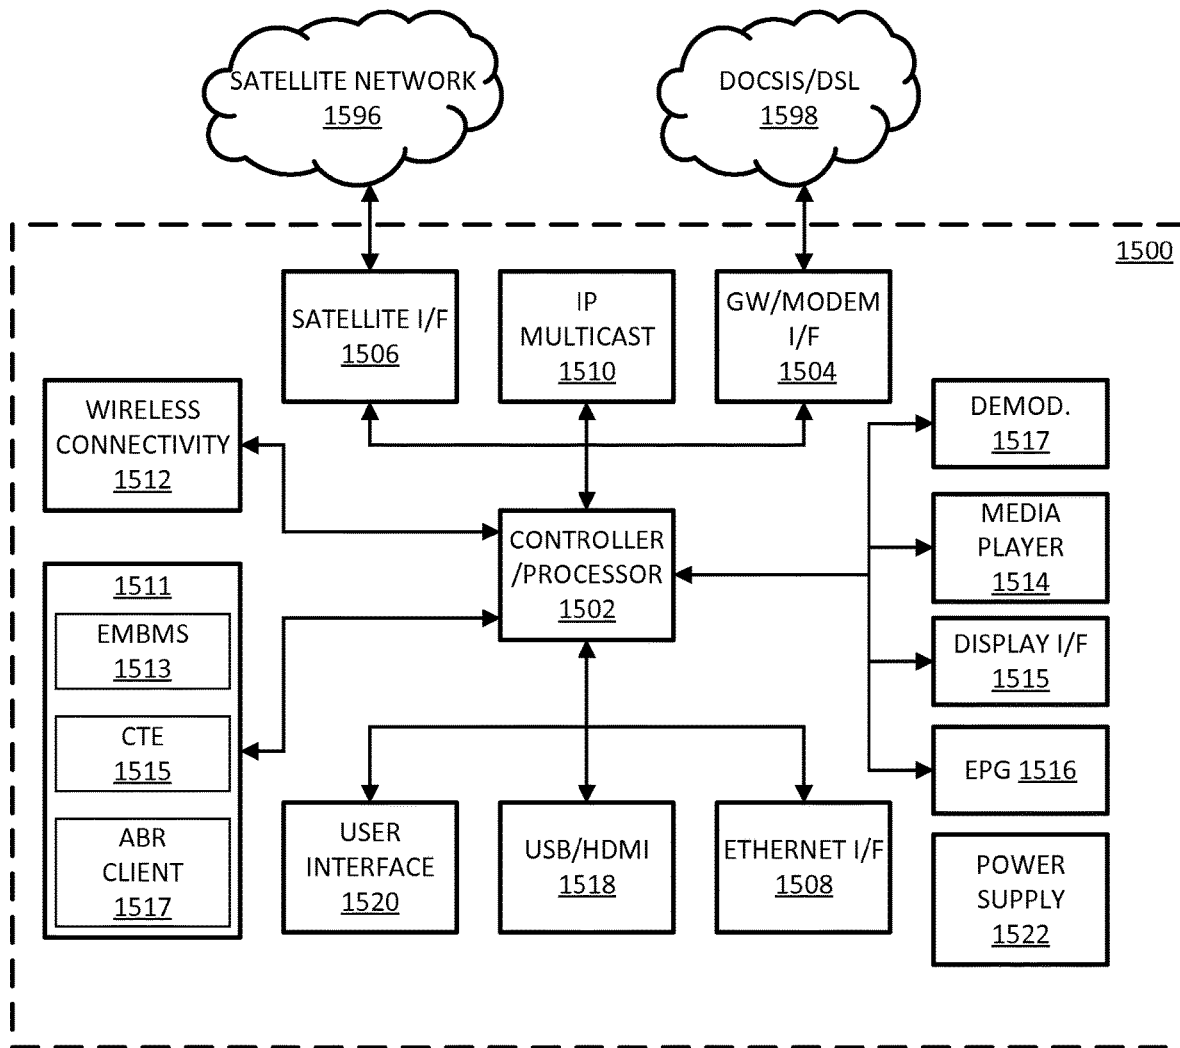 SATELLITE NETWORK
1596
DOCSIS/DSL
1598
1500
SATELLITE I/F
1506
IP
MULTICAST
1510
GW/MODEM
I/F
1504
WIRELESS
CONNECTIVITY
1512
DEMOD.
1517
CONTROLLER
/PROCESSOR
1502
MEDIA
PLAYER
1514
1511
EMBMS
1513
CTE
1515
ABR
CLIENT
1517
DISPLAY I/F
1515
EPG 1516
USER
INTERFACE
1520
USB/HDMI
1518
ETHERNET I/F
1508
POWER
SUPPLY
1522